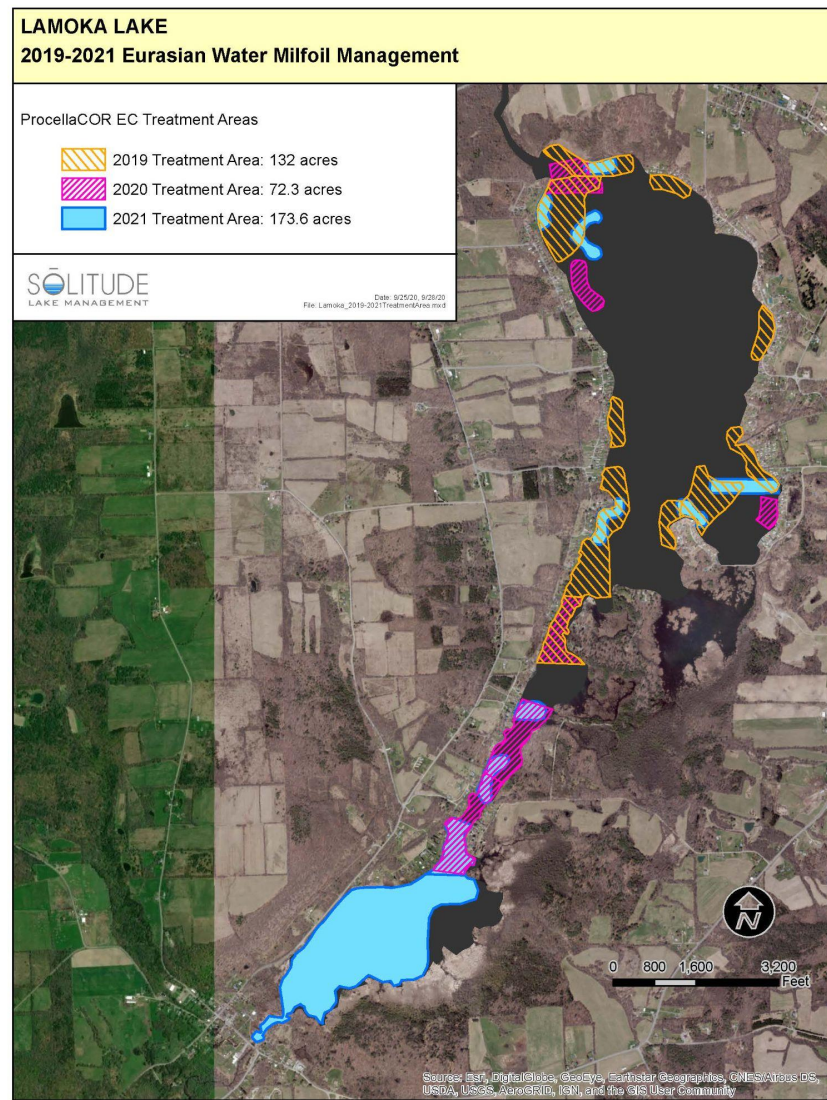 LAMOKA LAKE
2019-2021 Eurasian Water Milfoil Management
ProcellaCOR EC Treatment Areas
2019 Treatment Area: 132 acres
2020 Treatment Area: 72.3 acres
2021 Treatment Area: 173.6 acres
SŌLITUDE
LAKE MANAGEMENT
Date: 9/25/20, 9/28/20
File: Lamoka_2019-2021TreatmentArea.mxd
N
0 800 1,600 3,200
Feet
Source: Esri, DigitalGlobe, GeoEye, Earthstar Geographics, CNES/Airbus DS,
USDA, USGS, AeroGRID, IGN, and the GIS User Community